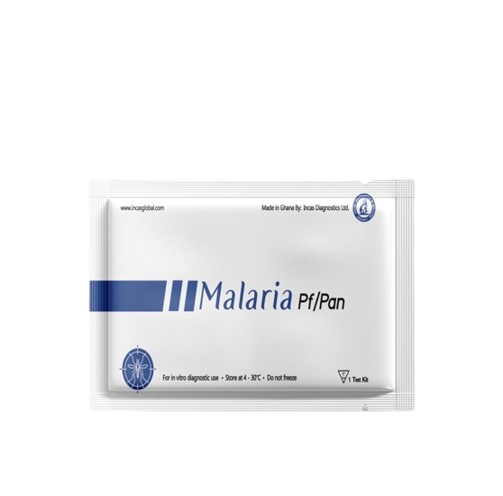 www.incasglobal.com
Made in Ghana By: Incas Diagnostics Ltd.
Malaria Pf/Pan
For in vitro diagnostic use • Store at 4 - 30°C • Do not freeze
1 Test Kit